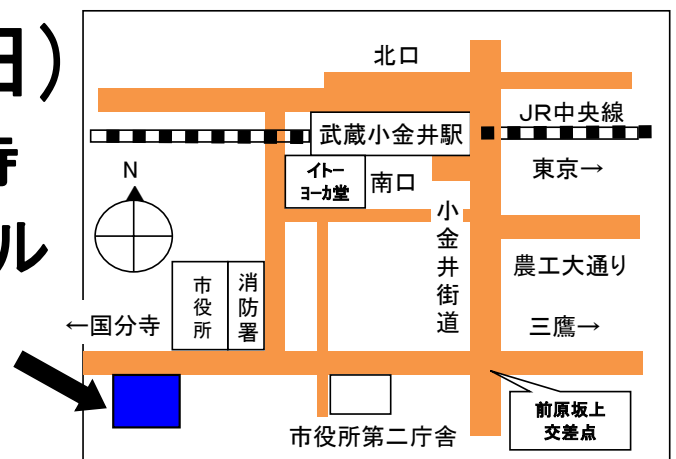 日）
寺
ル
北口
JR中央線
武蔵小金井駅
東京→
N
イトー
ヨーカ堂
南口
小金井街道
農工大通り
市役所
消防署
←国分寺
三鷹→
前原坂上
交差点
市役所第二庁舎